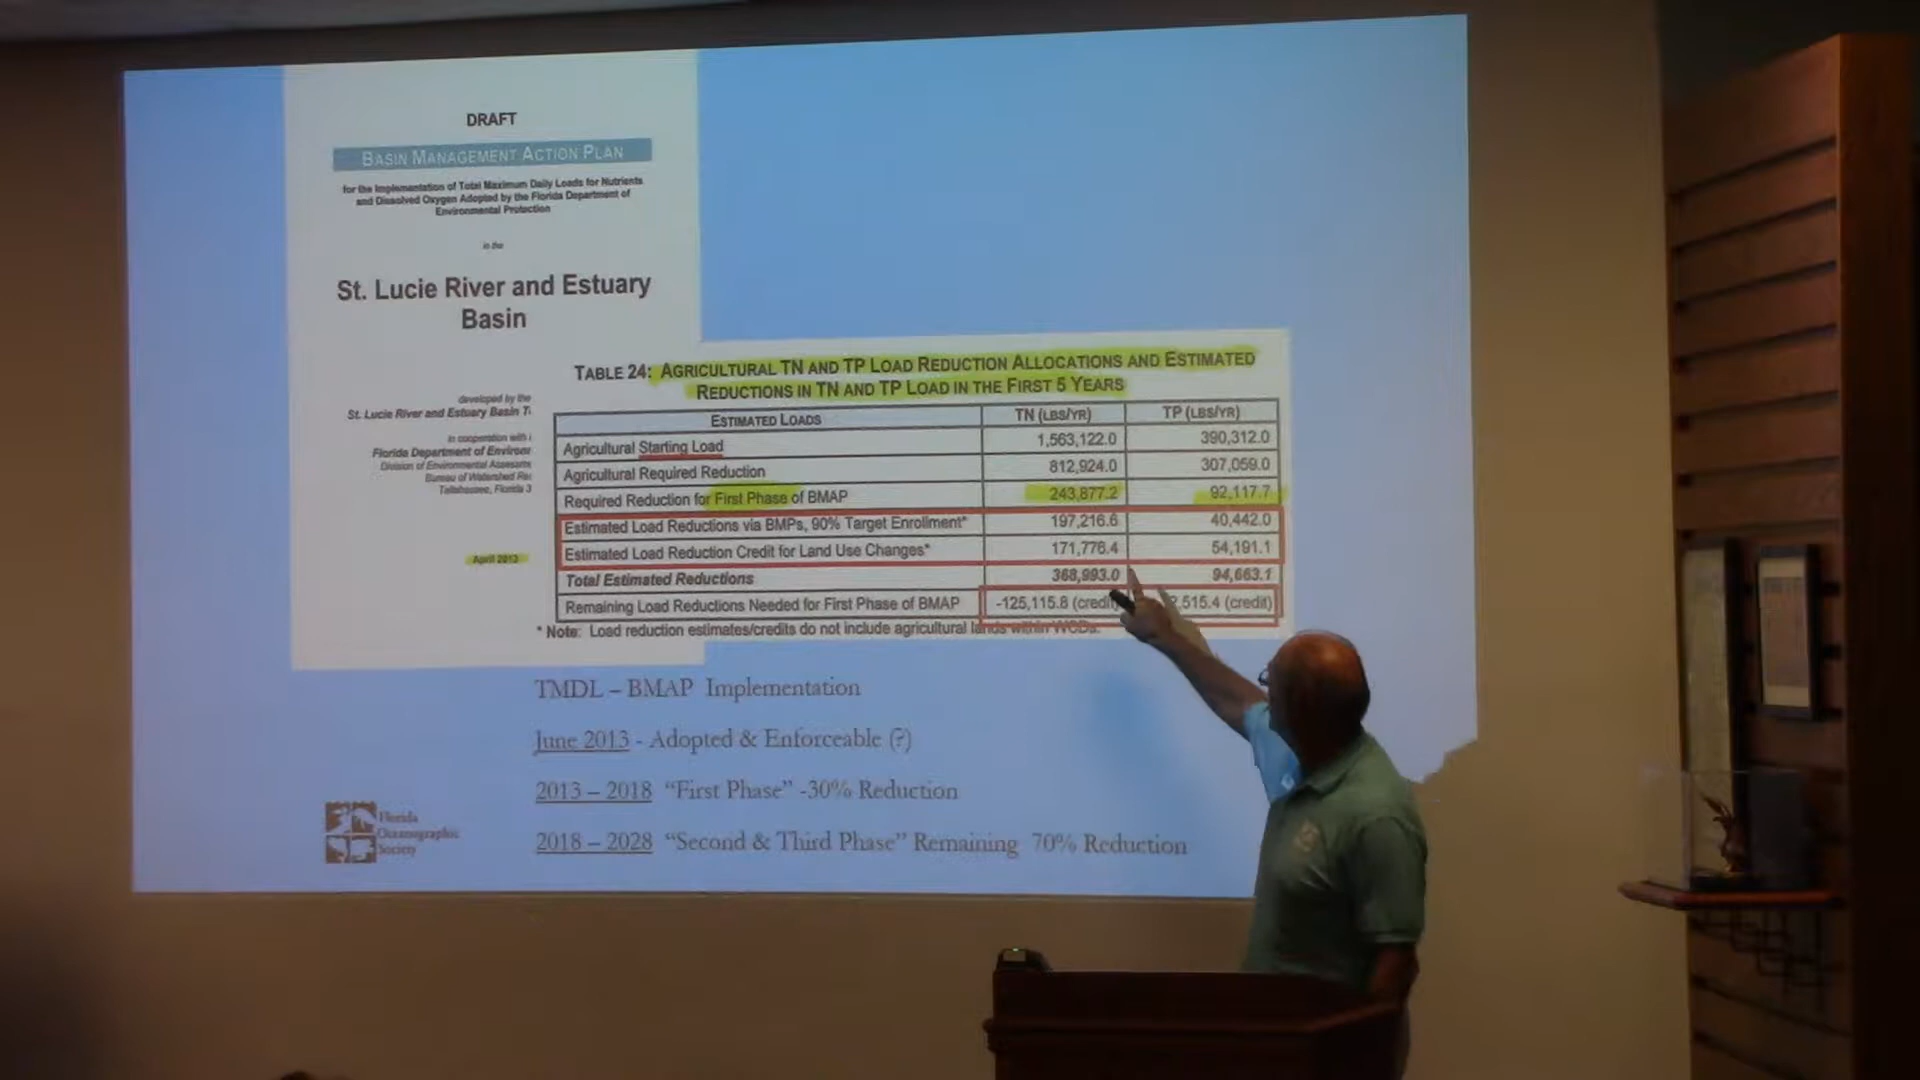 DRAFT
BASIN MANAGEMENT ACTION PLAN
for the Implementation of Total Maximum Daily Loads for Nutrients
and Dissolved Oxygen Adopted by the Florida Department of
Environmental Protection
in the
St. Lucie River and Estuary
Basin
developed by the
St. Lucie River and Estuary Basin
in cooperation with
Florida Department of
Division of Environmental
Bureau of Watershed
Tallahassee, Florida 3
April 2013
TABLE 24: AGRICULTURAL TN AND TP LOAD REDUCTION ALLOCATIONS AND ESTIMATED
REDUCTIONS IN TN AND TP LOAD IN THE FIRST 5 YEARS
ESTIMATED LOADS TN (LBS/YR) TP (LBS/YR)
Agricultural Starting Load 1,563,122.0 390,312.0
Agricultural Required Reduction 812,924.0 307,059.0
Required Reduction for First Phase of BMAP 243,877.2 92,117.7
Estimated Load Reductions via BMPs, 90% Target Enrollment* 197,216.6 40,442.0
Estimated Load Reduction Credit for Land Use Changes* 171,776.4 54,191.1
Total Estimated Reductions 368,993.0 94,663.1
Remaining Load Reductions Needed for First Phase of BMAP -125,115.8 (credit) ,515.4 (credit)
* Note: Load reduction estimates/credits do not include agricultural lands within WCDs.
TMDL – BMAP Implementation
June 2013 - Adopted & Enforceable (?)
2013 – 2018 “First Phase” -30% Reduction
2018 – 2028 “Second & Third Phase” Remaining 70% Reduction
Florida
Oceanographic
Society